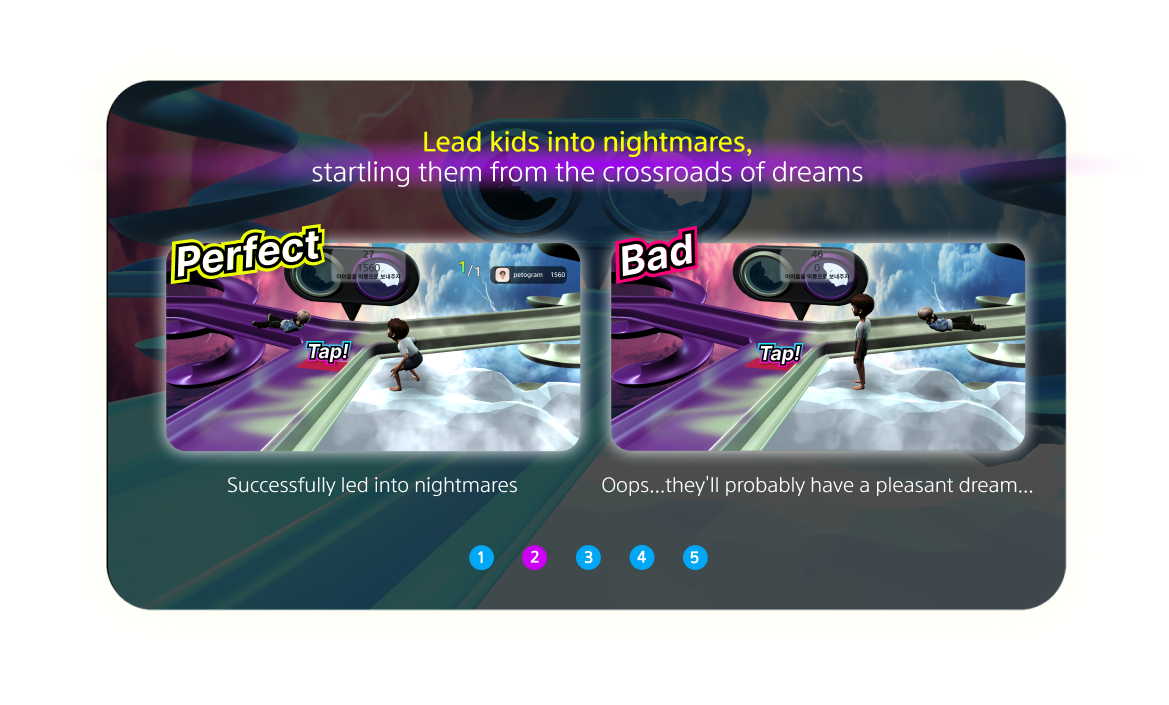 Lead kids into nightmares,
startling them from the crossroads of dreams
Perfect
27
1560
아이들을 악몽으로 보내주자
1/1
petogram 1560
Tap!
Bad
46
0
아이들을 악몽으로 보내주자
Tap!
Successfully led into nightmares
Oops...they'll probably have a pleasant dream...
1 2 3 4 5